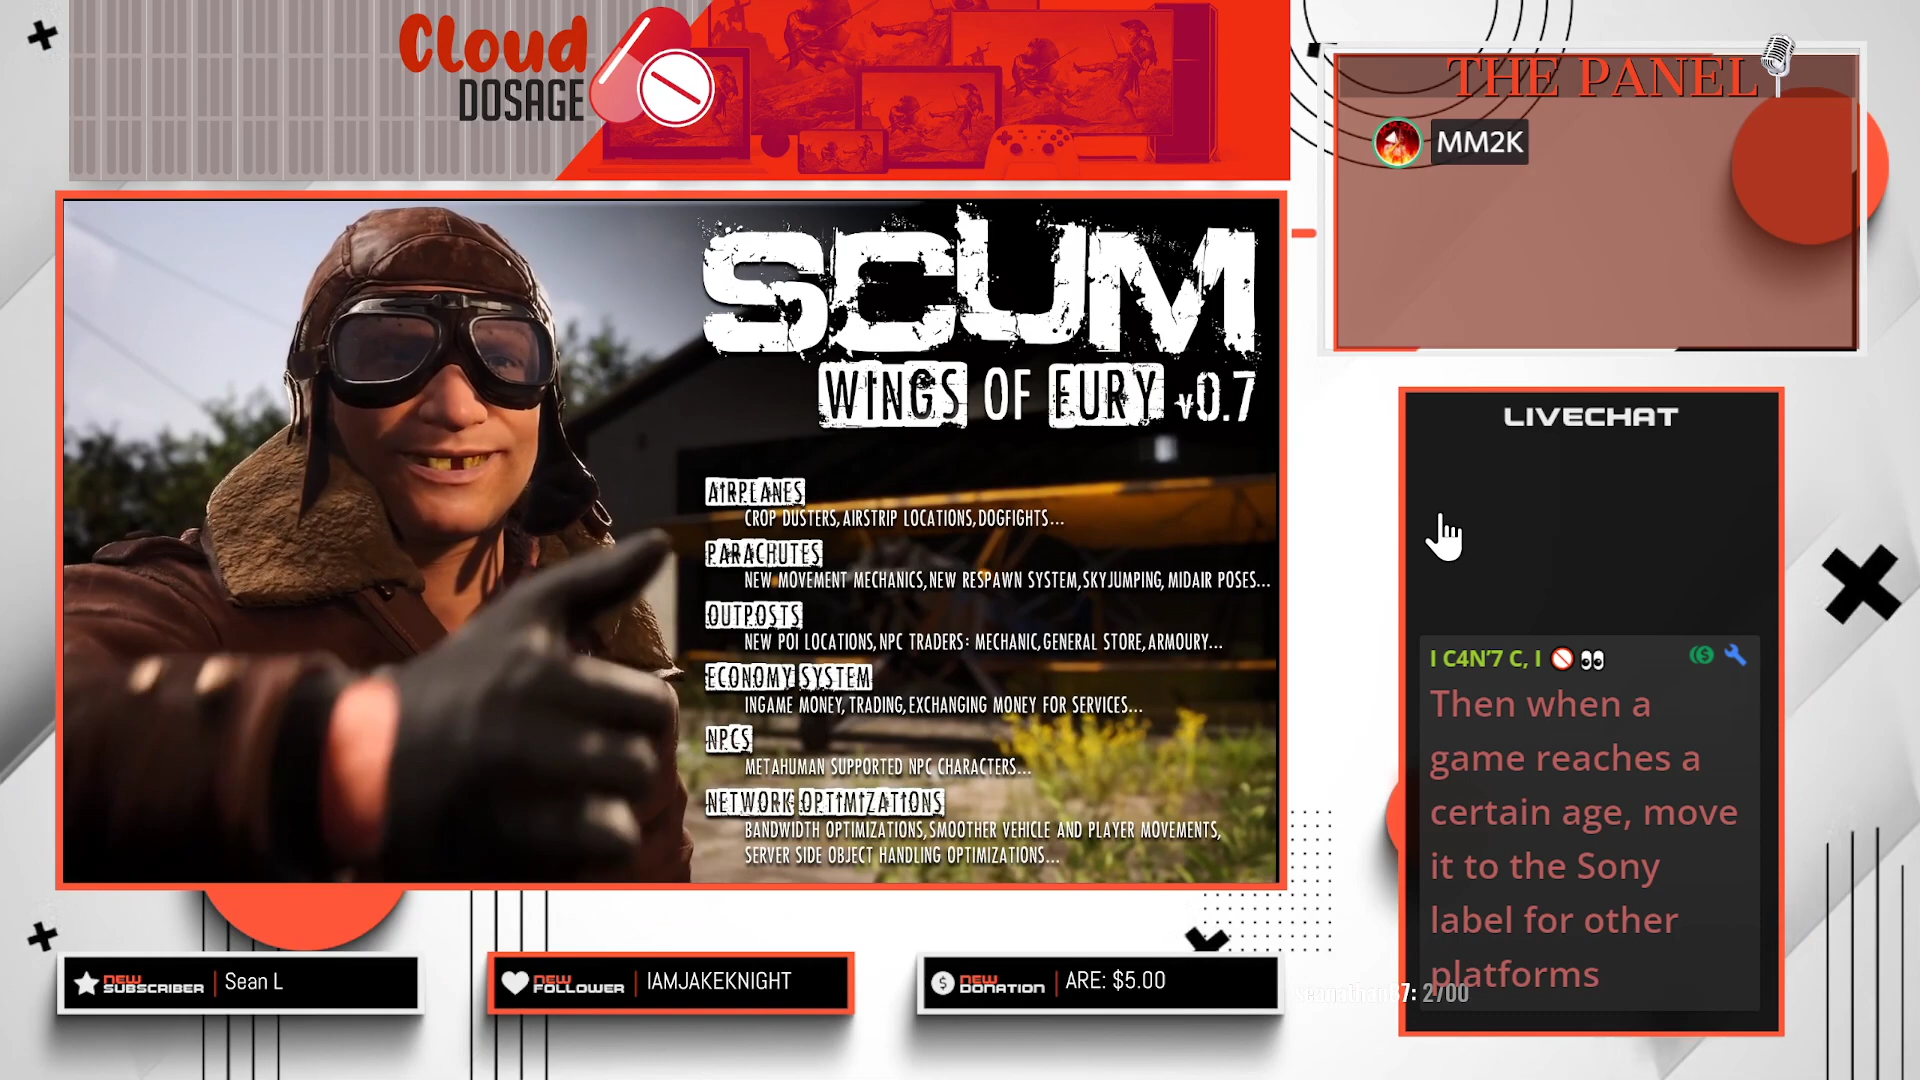 Cloud
DOSAGE
THE PANEL
MM2K
SCUM
WINGS OF FURY v0.7
AIRPLANES
CROP DUSTERS, AIRSTRIP LOCATIONS, DOGFIGHTS...
PARACHUTES
NEW MOVEMENT MECHANICS, NEW RESPAWN SYSTEM, SKYJUMPING, MIDAIR POSES...
OUTPOSTS
NEW POI LOCATIONS, NPC TRADERS: MECHANIC, GENERAL STORE, ARMOURY...
ECONOMY SYSTEM
INGAME MONEY, TRADING, EXCHANGING MONEY FOR SERVICES...
NPCS
METAHUMAN SUPPORTED NPC CHARACTERS...
NETWORK OPTIMIZATIONS
BANDWIDTH OPTIMIZATIONS, SMOOTHER VEHICLE AND PLAYER MOVEMENTS,
SERVER SIDE OBJECT HANDLING OPTIMIZATIONS...
LIVECHAT
I C4N'7 C, I 🚫 👀
Then when a
game reaches a
certain age, move
it to the Sony
label for other
platforms
NEW SUBSCRIBER Sean L
NEW FOLLOWER IAMJAKEKNIGHT
NEW DONATION ARE: $5.00
2700